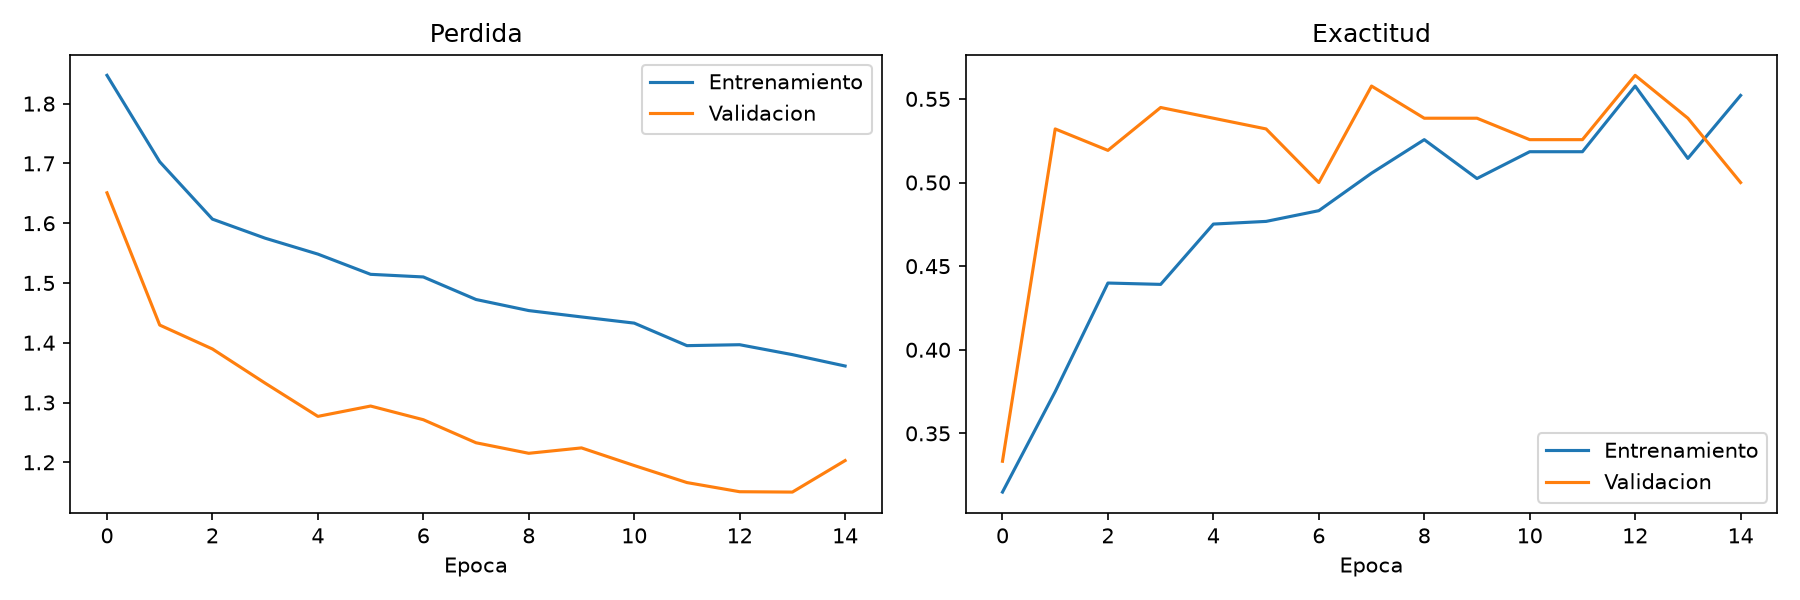 Perdida
1.8
1.7
1.6
1.5
1.4
1.3
1.2
Entrenamiento
Validacion
0 2 4 6 8 10 12 14
Epoca
Exactitud
0.55
0.50
0.45
0.40
0.35
Entrenamiento
Validacion
0 2 4 6 8 10 12 14
Epoca